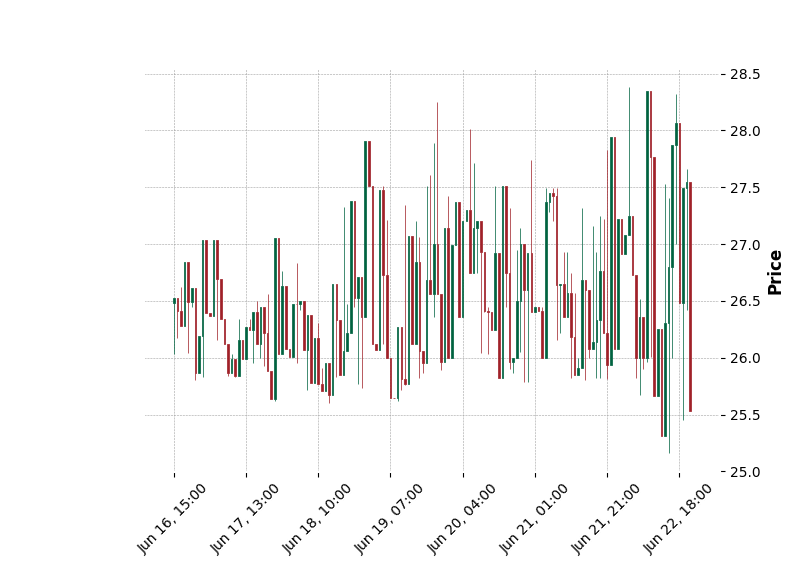 28.5
28.0
27.5
27.0
26.5
26.0
25.5
25.0
Price
Jun 16, 15:00
Jun 17, 13:00
Jun 18, 10:00
Jun 19, 07:00
Jun 20, 04:00
Jun 21, 01:00
Jun 21, 21:00
Jun 22, 18:00